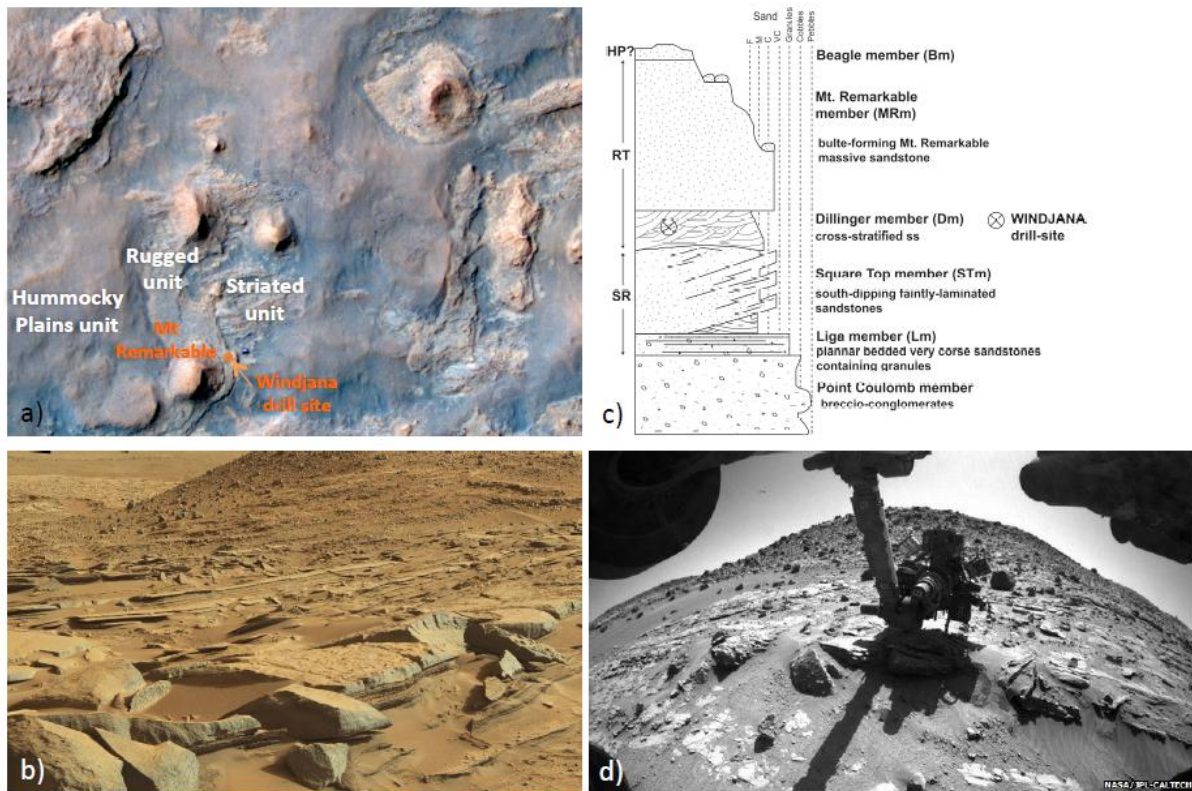 Rugged
unit
Striated
unit
Hummocky
Plains unit
Mt
Remarkable
Windjana
drill site
a)
Sand
F
M
C
VC
Granules
Cobbles
Pebbles
HP?
RT
SR
Beagle member (Bm)
Mt. Remarkable
member (MRm)
bulte-forming Mt. Remarkable
massive sandstone
Dillinger member (Dm)
cross-stratified ss
WINDJANA
drill-site
Square Top member (STm)
south-dipping faintly-laminated
sandstones
Liga member (Lm)
plannar bedded very corse sandstones
containing granules
Point Coulomb member
breccio-conglomerates
c)
b)
d)
NASA/JPL-CALTECH